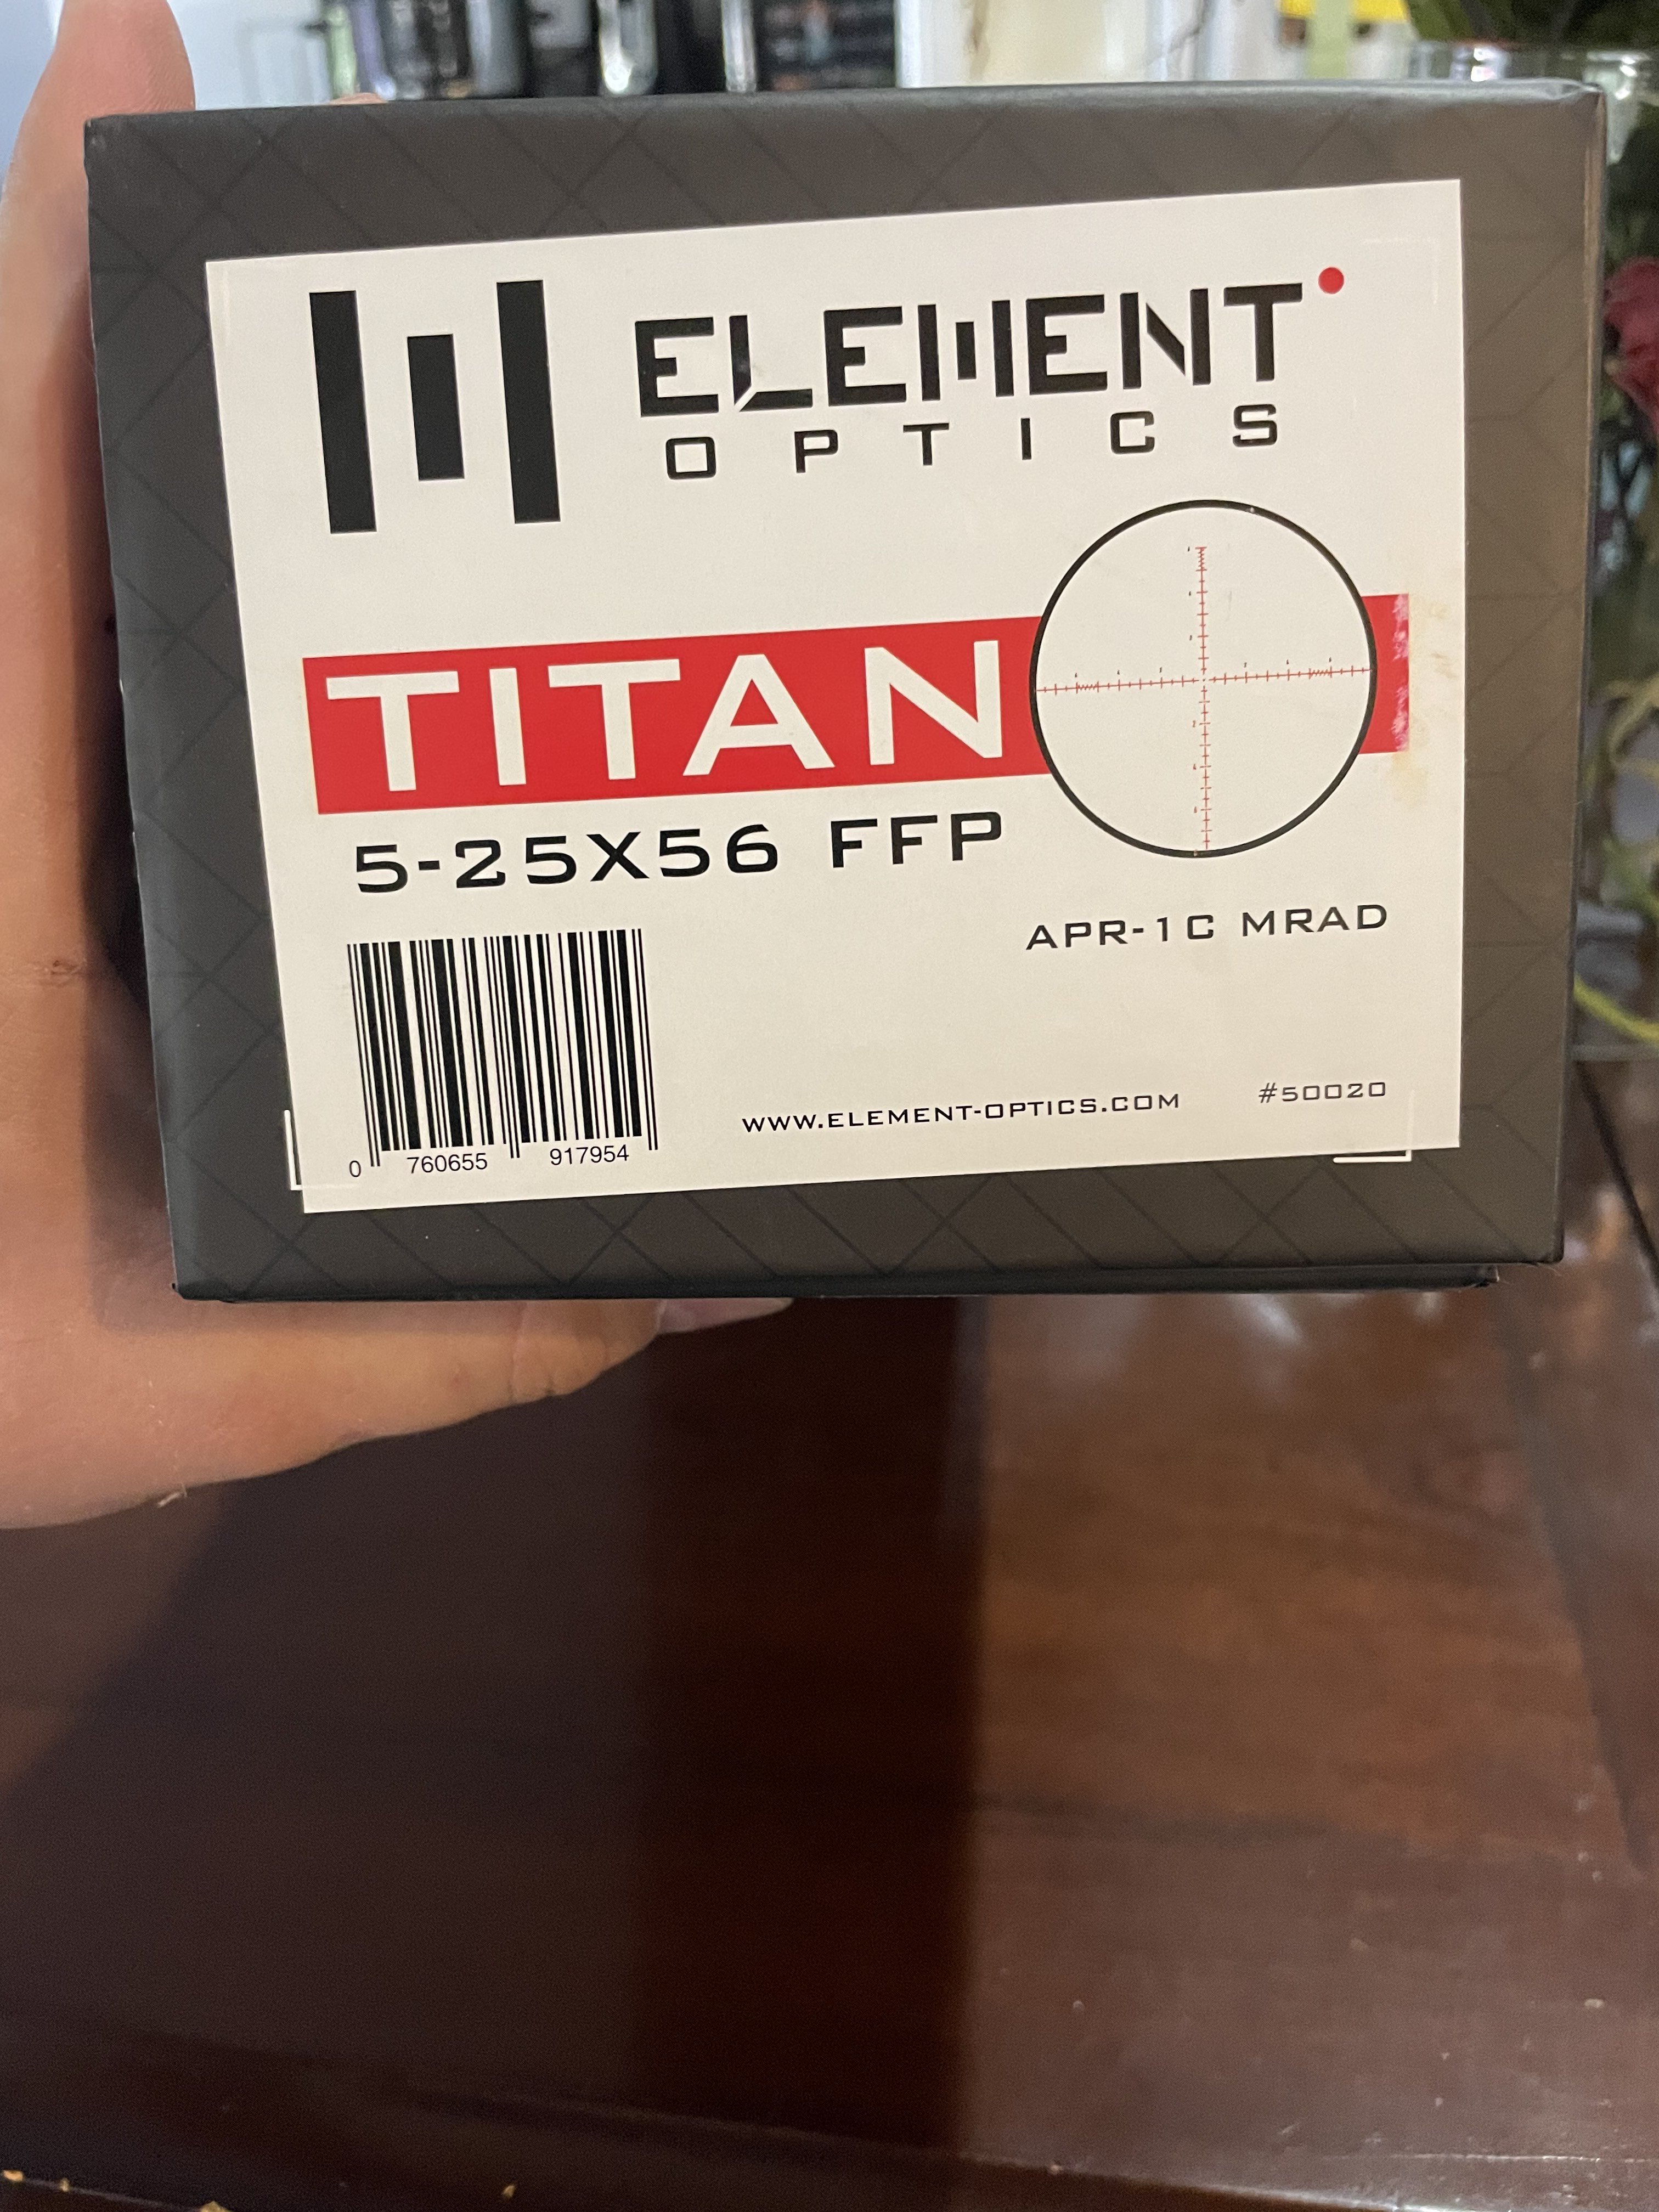 ELEMENT
OPTICS
TITAN
5-25X56 FFP
APR-1C MRAD
WWW.ELEMENT-OPTICS.COM #50020
0 760655 917954